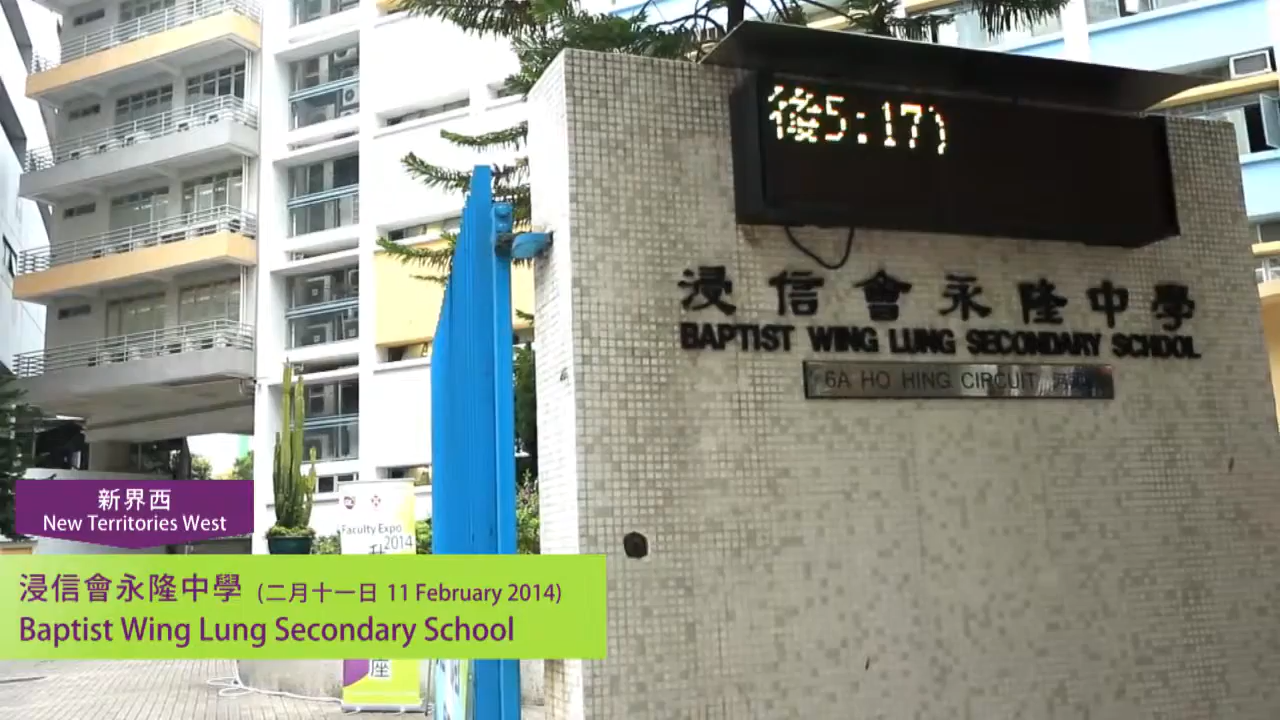 後5:17)
浸信會永隆中學
BAPTIST WING LUNG SECONDARY SCHOOL
6A HO HING CIRCUIT
新界西
New Territories West
Faculty Expo
2014
浸信會永隆中學 (二月十一日 11 February 2014)
Baptist Wing Lung Secondary School
座